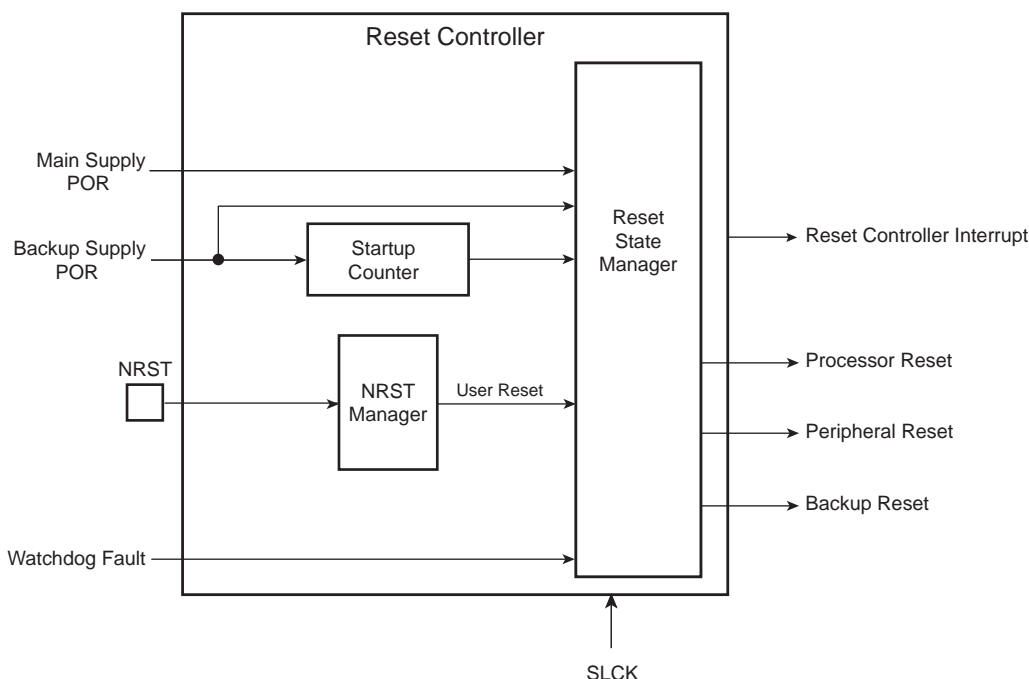 Reset Controller
Main Supply
POR
Backup Supply
POR
Startup
Counter
Reset
State
Manager
Reset Controller Interrupt
NRST
NRST
Manager
User Reset
Processor Reset
Peripheral Reset
Backup Reset
Watchdog Fault
SLCK